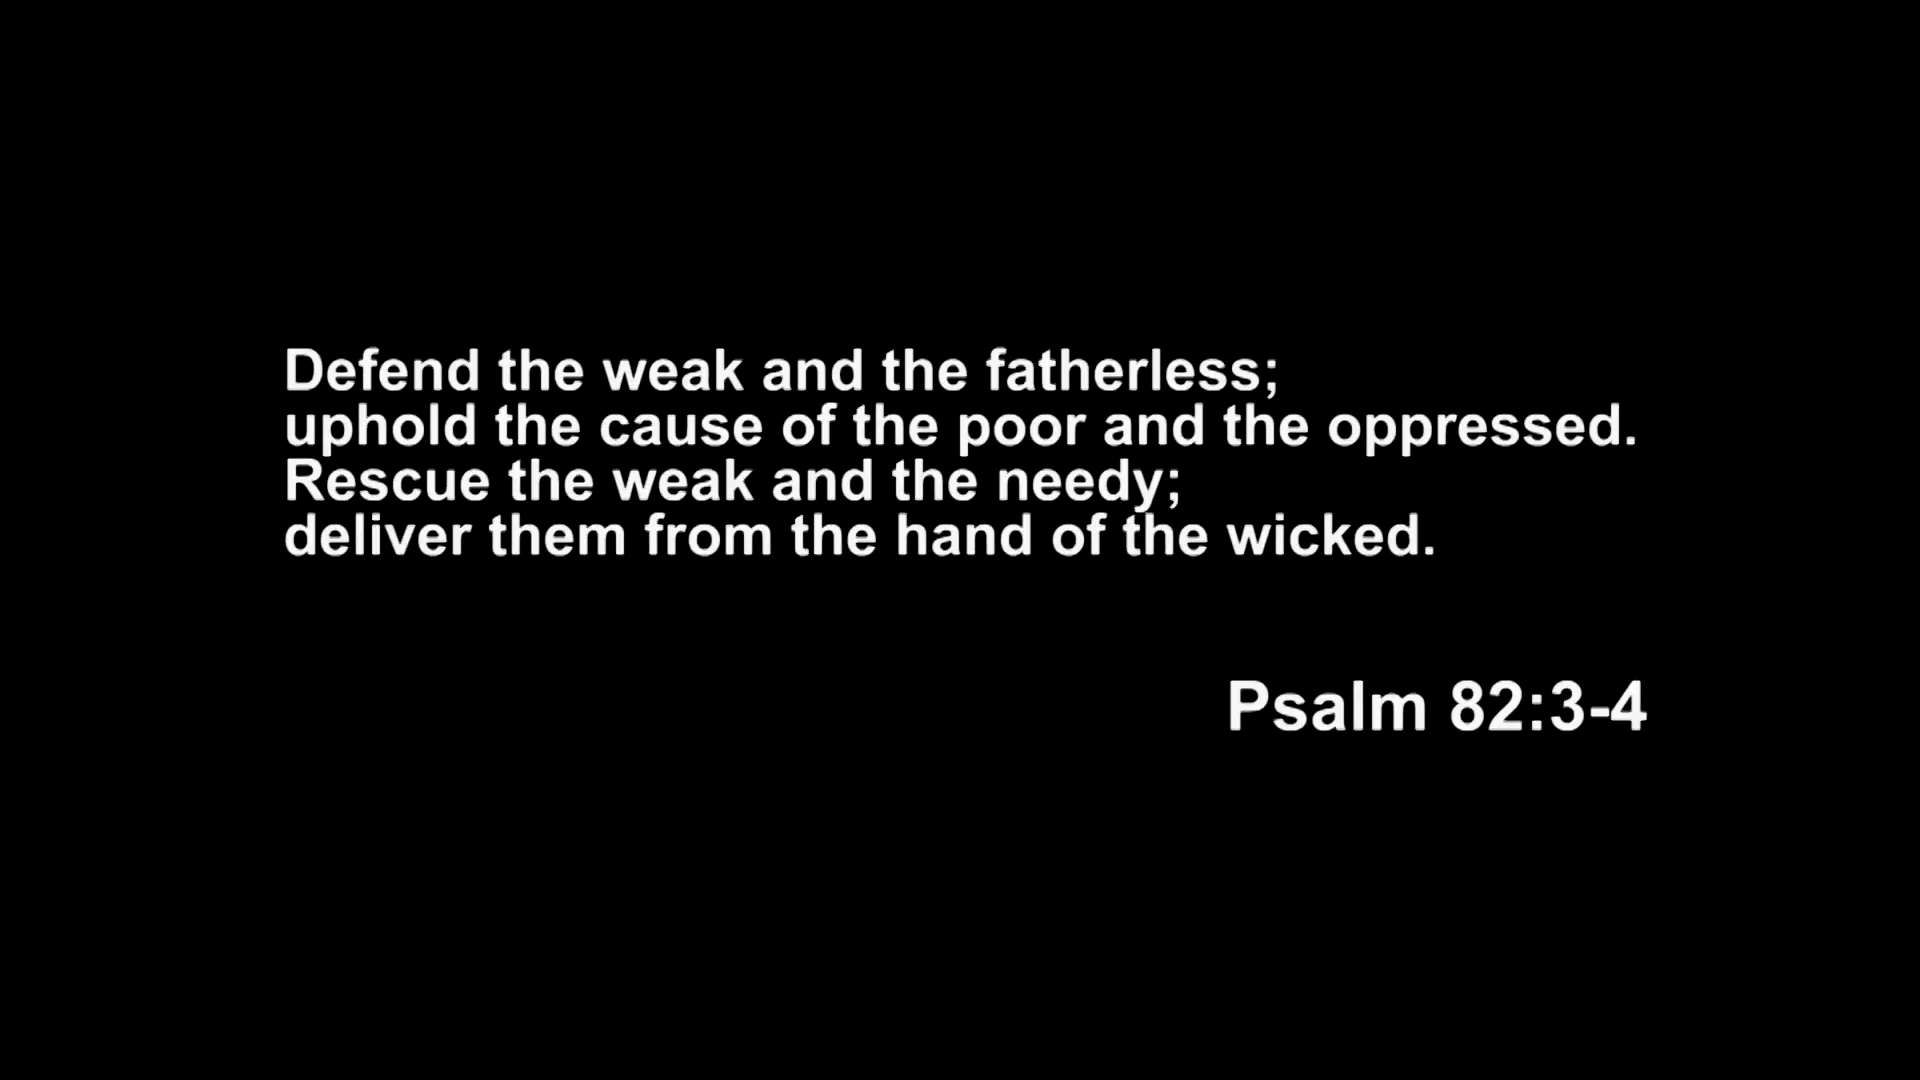 Defend the weak and the fatherless;
uphold the cause of the poor and the oppressed.
Rescue the weak and the needy;
deliver them from the hand of the wicked.
Psalm 82:3-4